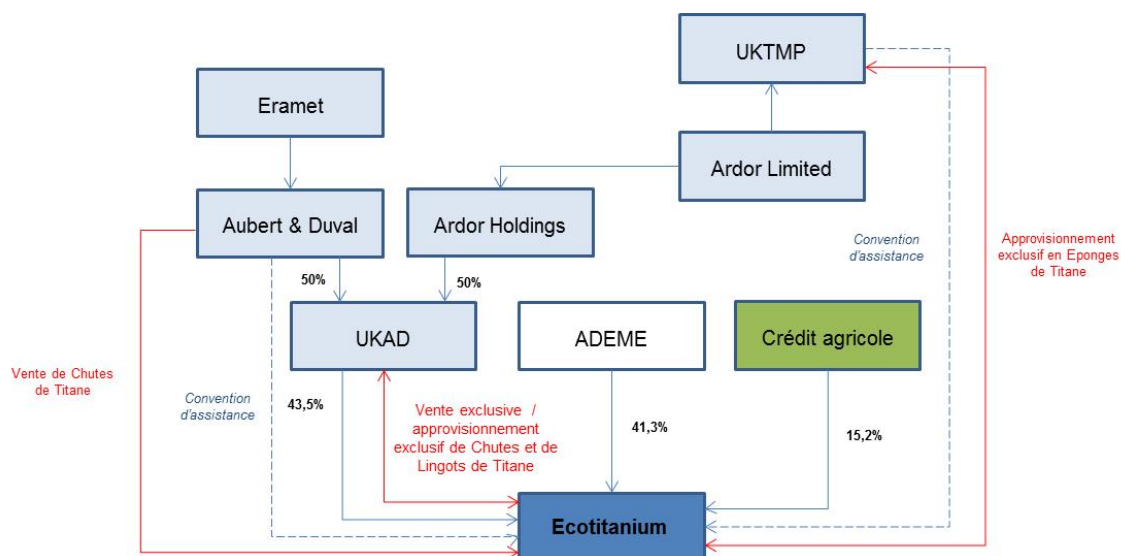 UKTMP
Eramet
Ardor Limited
Aubert & Duval
Ardor Holdings
Convention
d'assistance
Approvisionnement
exclusif en Eponges
de Titane
50%
50%
UKAD
ADEME
Crédit agricole
Vente de Chutes
de Titane
Convention
d'assistance
43,5%
Vente exclusive /
approvisionnement
exclusif de Chutes et de
Lingots de Titane
41,3%
15,2%
Ecotitanium